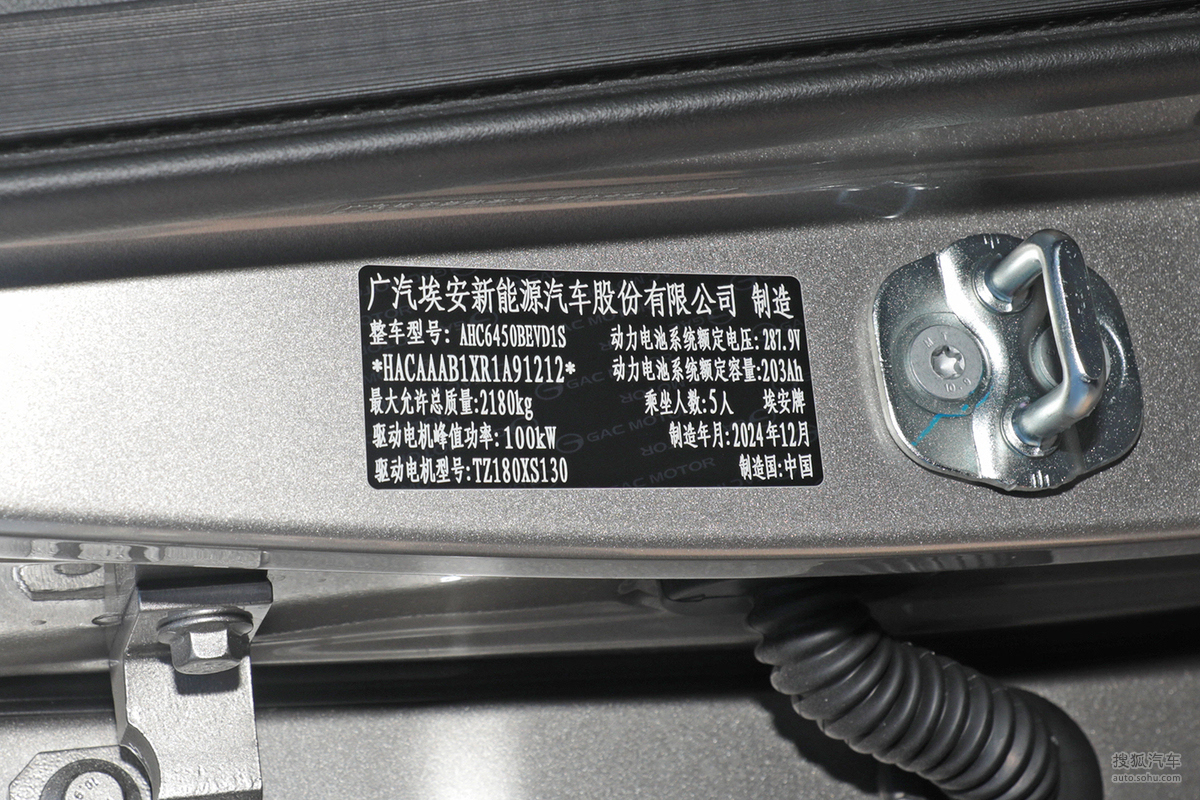 广汽埃安新能源汽车股份有限公司 制造
整车型号: AHC6450BEVD1S 动力电池系统额定电压: 287.9V
*HACAAAB1XR1A91212* 动力电池系统额定容量:203Ah
最大允许总质量:2180kg 乘坐人数:5人 埃安牌
驱动电机峰值功率: 100kW 制造年月:2024年12月
驱动电机型号:TZ180XS130 制造国:中国
GAC MOTOR
GAC MOTOR
搜狐汽车
auto.sohu.com